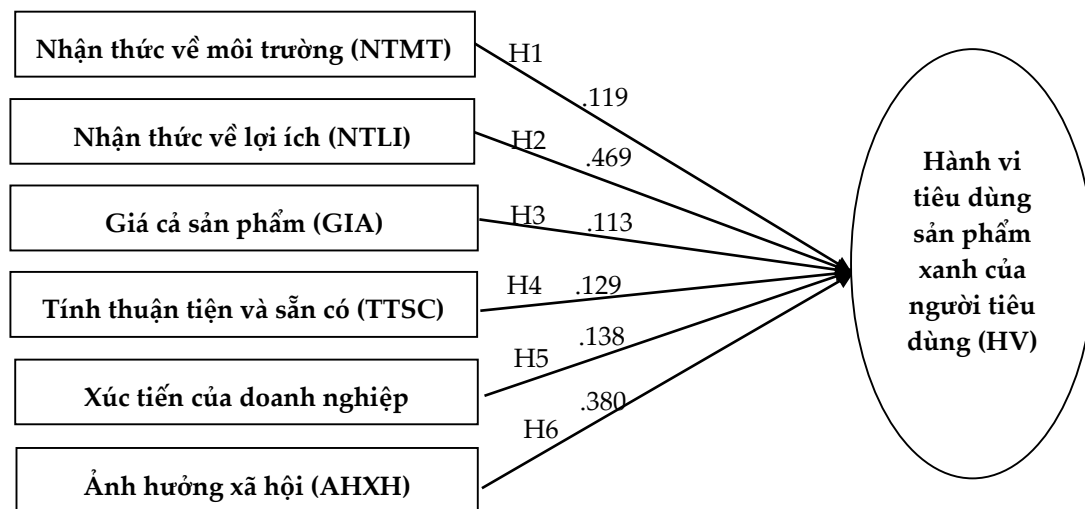 Nhận thức về môi trường (NTMT)
H1
.119
Nhận thức về lợi ích (NTLI)
H2
.469
Giá cả sản phẩm (GIA)
H3
.113
Tính thuận tiện và sẵn có (TTSC)
H4
.129
Xúc tiến của doanh nghiệp
H5
.138
Ảnh hưởng xã hội (AHXH)
H6
.380
Hành vi
tiêu dùng
sản phẩm
xanh của
người tiêu
dùng (HV)